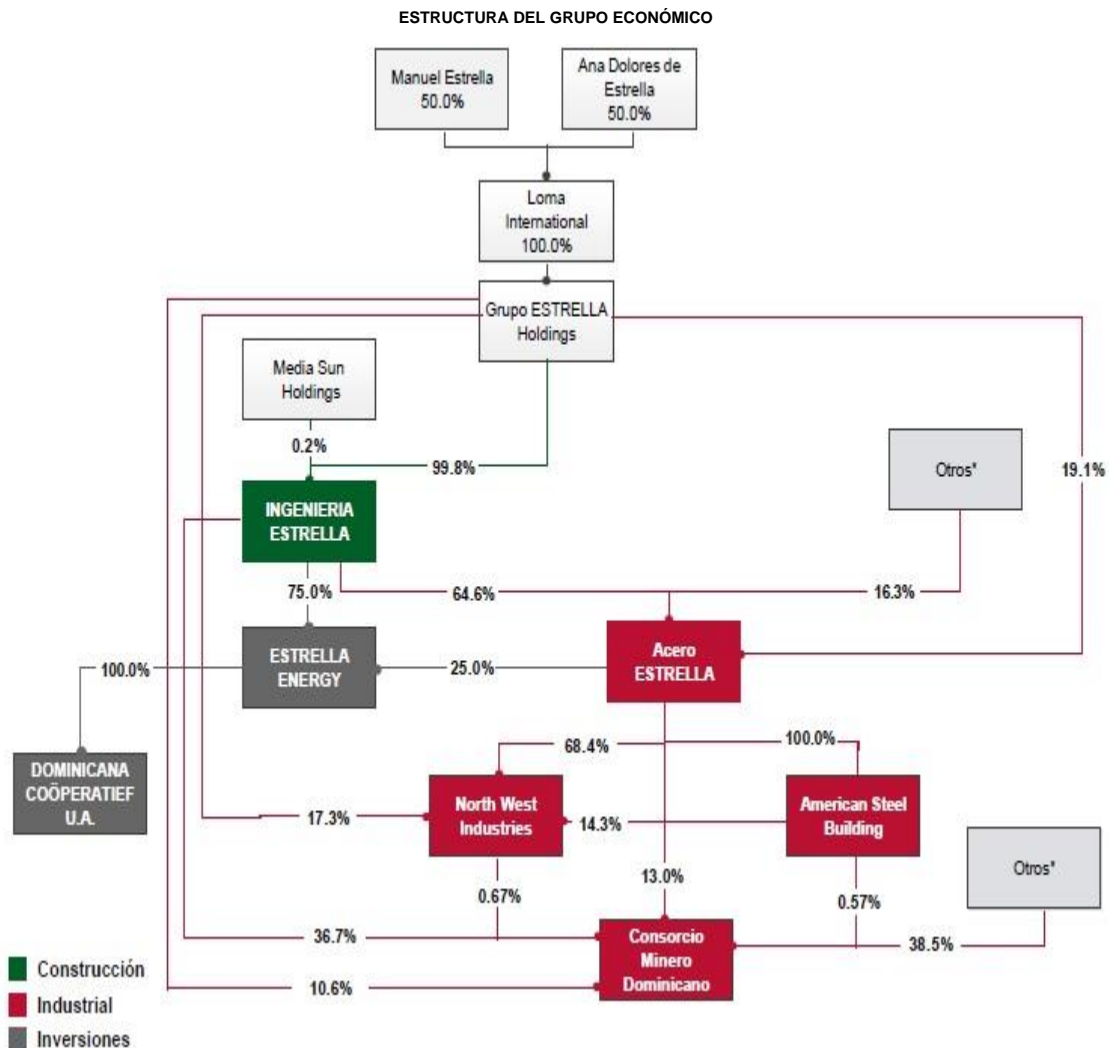 ESTRUCTURA DEL GRUPO ECONÓMICO
Manuel Estrella
50.0%
Ana Dolores de
Estrella
50.0%
Loma
International
100.0%
Grupo ESTRELLA
Holdings
Media Sun
Holdings
0.2%
99.8%
Otros*
19.1%
INGENIERIA
ESTRELLA
75.0%
64.6%
16.3%
ESTRELLA
ENERGY
Acero
ESTRELLA
100.0%
25.0%
68.4%
100.0%
DOMINICANA
COÖPERATIEF
U.A.
North West
Industries
American Steel
Building
17.3%
14.3%
Otros*
0.67%
13.0%
0.57%
36.7%
Consorcio
Minero
Dominicano
38.5%
10.6%
Construcción
Industrial
Inversiones